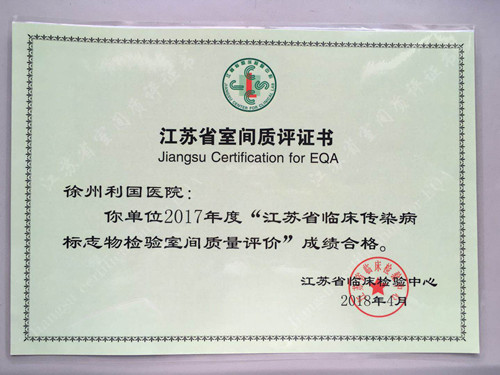 江苏省室间质评证书
Jiangsu Certification for EQA
徐州利国医院：
你单位2017年度“江苏省临床传染病
标志物检验室间质量评价”成绩合格。
江苏省临床检验中心
2018年4月